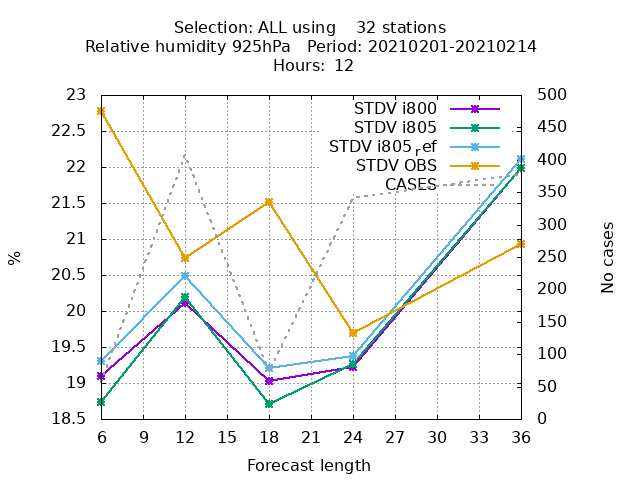 Selection: ALL using    32 stations
Relative humidity 925hPa   Period: 20210201-20210214
Hours:  12
23
22.5
22
21.5
21
20.5
20
19.5
19
18.5
%
500
450
400
350
300
250
200
150
100
50
0
No cases
STDV i800
STDV i805
STDV i805ref
STDV OBS
CASES
6 9 12 15 18 21 24 27 30 33 36
Forecast length